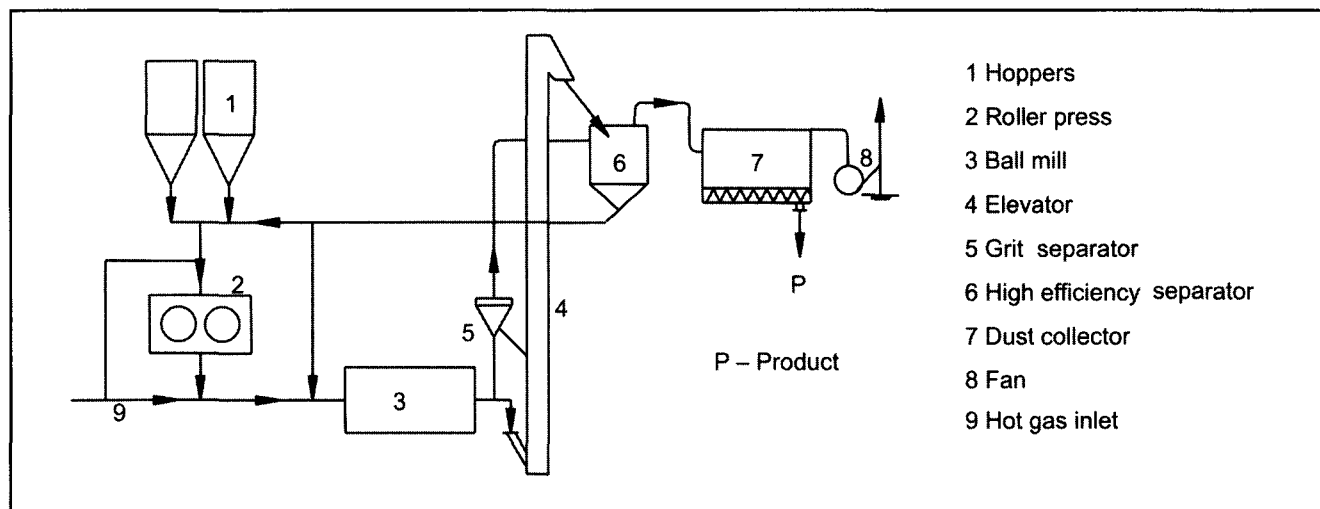 1
2
3
4
5
6
7
8
9
P
P – Product
1 Hoppers
2 Roller press
3 Ball mill
4 Elevator
5 Grit separator
6 High efficiency separator
7 Dust collector
8 Fan
9 Hot gas inlet